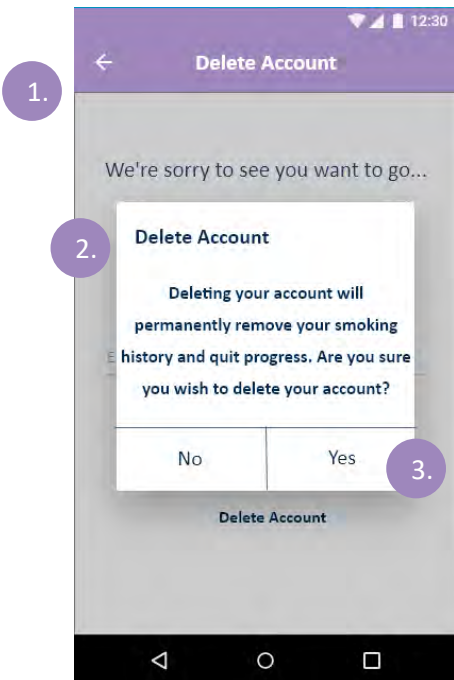 12:30
Delete Account
1.
We're sorry to see you want to go...
2.
Delete Account
Deleting your account will
permanently remove your smoking
E
history and quit progress. Are you sure
you wish to delete your account?
No
Yes
3.
Delete Account